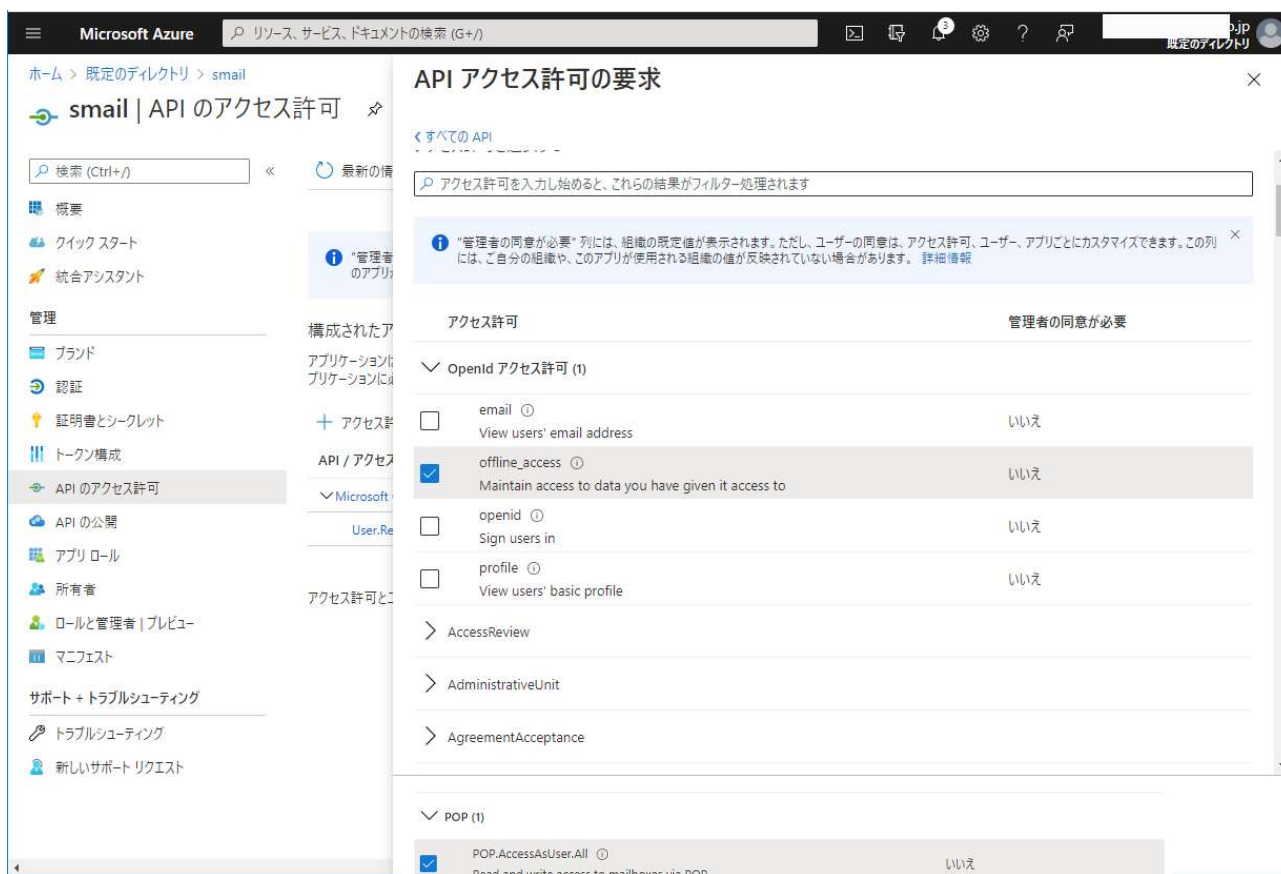 Microsoft Azure
リソース、サービス、ドキュメントの検索 (G+/)
3
?
o.jp
既定のディレクトリ
ホーム > 既定のディレクトリ > smail
smail | API のアクセス許可
検索 (Ctrl+/)
«
概要
クイック スタート
統合アシスタント
管理
ブランド
認証
証明書とシークレット
トークン構成
API のアクセス許可
API の公開
アプリ ロール
所有者
ロールと管理者 | プレビュー
マニフェスト
サポート + トラブルシューティング
トラブルシューティング
新しいサポート リクエスト
最新の情
"管理者
のアプリ
構成されたア
アプリケーションは
プリケーションに必
アクセス許
API / アクセス
Microsoft
User.Re
アクセス許可とエ
API アクセス許可の要求
すべての API
アクセス許可を入力し始めると、これらの結果がフィルター処理されます
"管理者の同意が必要" 列には、組織の既定値が表示されます。ただし、ユーザーの同意は、アクセス許可、ユーザー、アプリごとにカスタマイズできます。この列
には、ご自分の組織や、このアプリが使用される組織の値が反映されていない場合があります。 詳細情報
アクセス許可 管理者の同意が必要
OpenId アクセス許可 (1)
email いいえ
View users' email address
offline_access いいえ
Maintain access to data you have given it access to
openid いいえ
Sign users in
profile いいえ
View users' basic profile
AccessReview
AdministrativeUnit
AgreementAcceptance
POP (1)
POP.AccessAsUser.All いいえ
Read and write access to mailboxes via POP